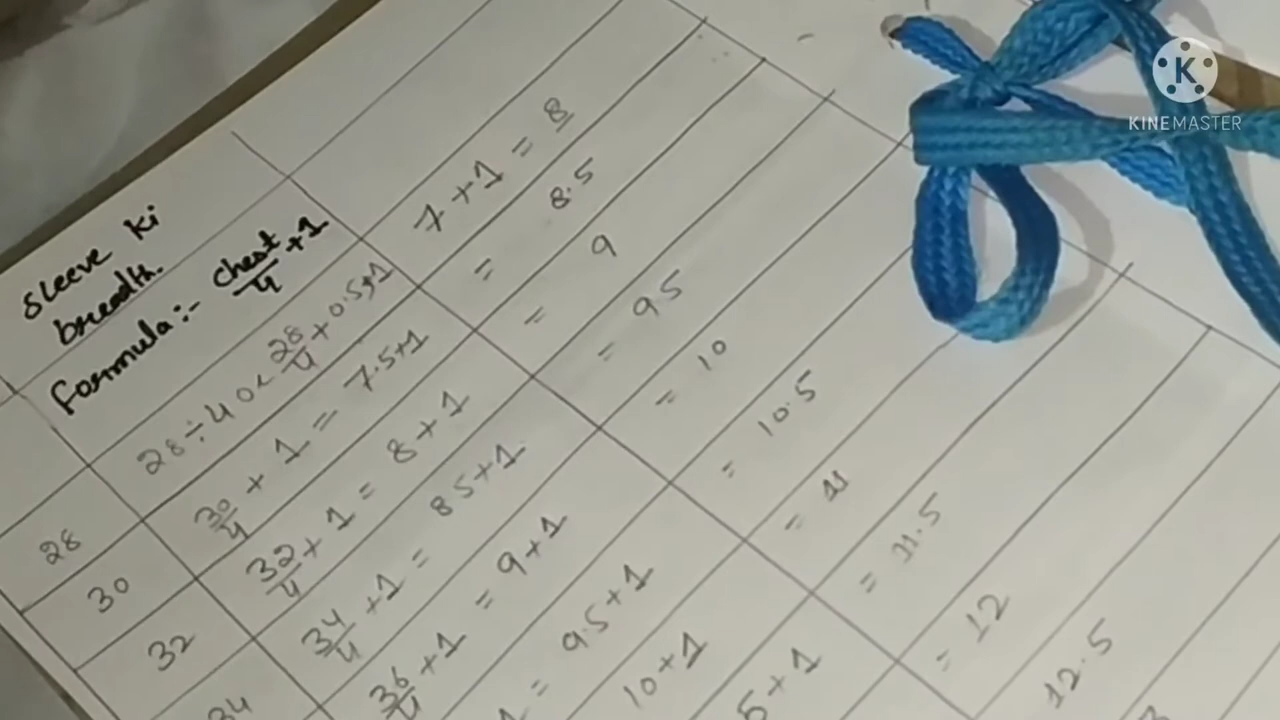 KINEMASTER
Sleeve ki
breadth.
formula:- chest/4 +1
28 28÷4 28/4 + 0.5+1 7+1 = 8
30 30/4 + 1 = 7.5+1 = 8.5
32 32/4 + 1 = 8+1 = 9
34 34/4 +1 = 8.5+1 = 9.5
36/4 +1 = 9+1 = 10
= 9.5+1 = 10.5
10+1 = 11
5+1 = 11.5
= 12
12.5